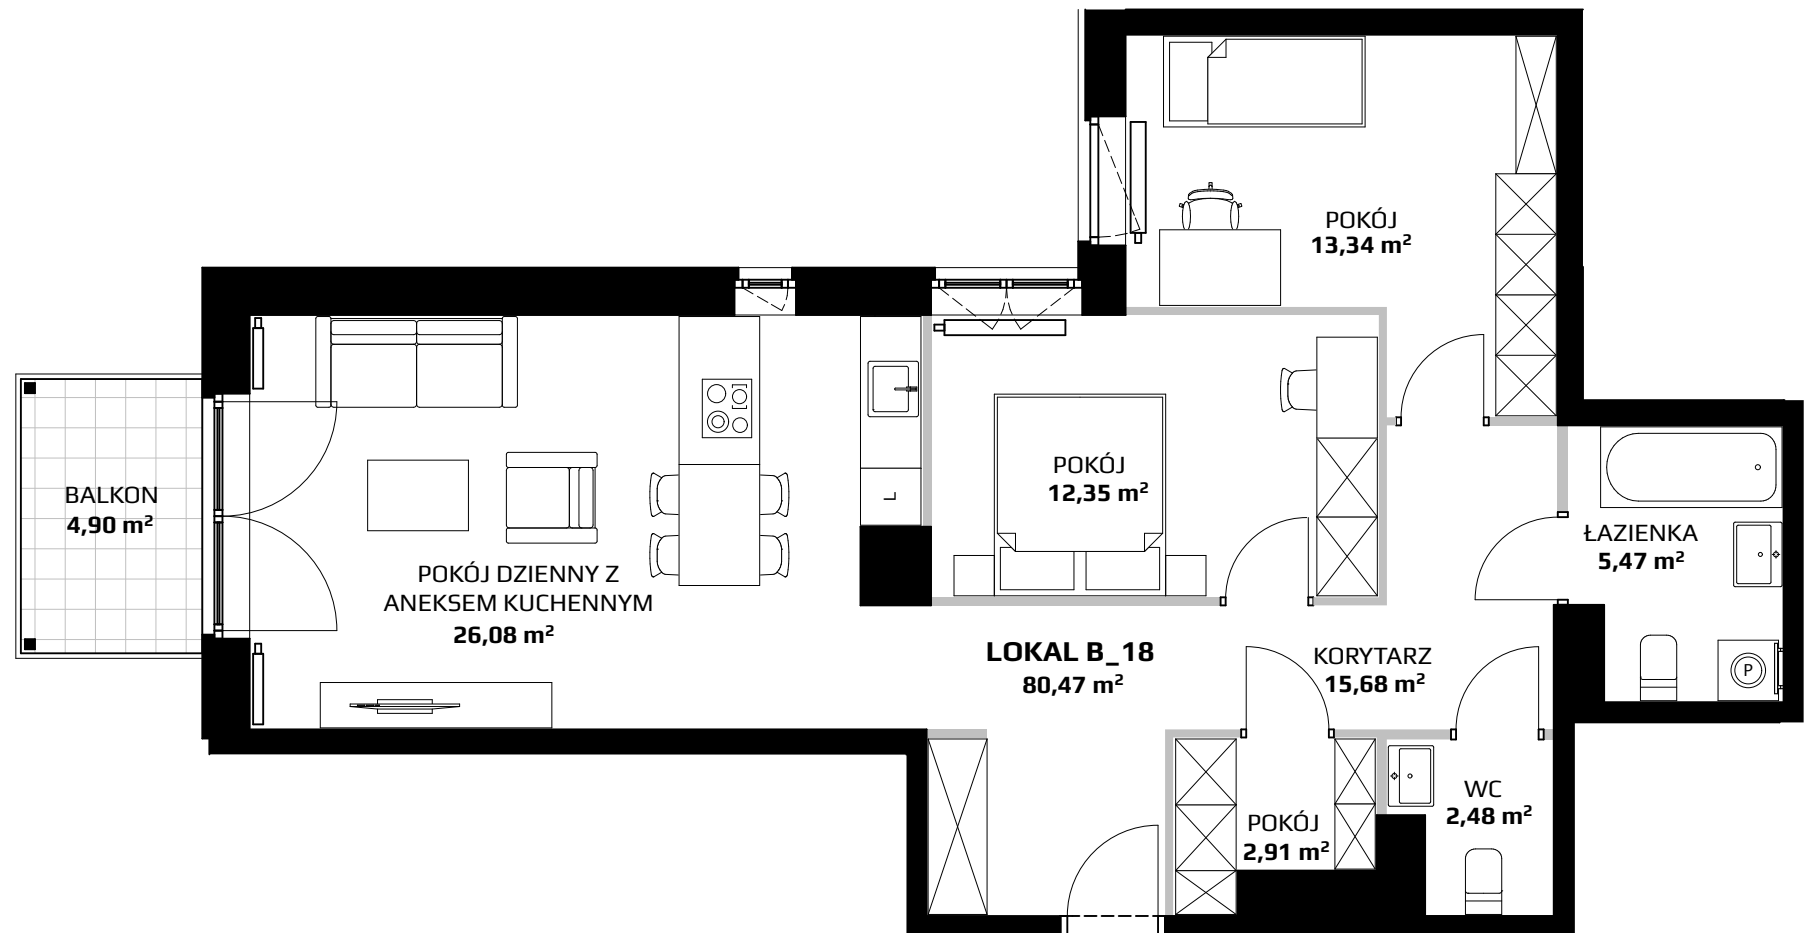 POKÓJ
13,34 m²
BALKON
4,90 m²
POKÓJ
12,35 m²
L
ŁAZIENKA
5,47 m²
POKÓJ DZIENNY Z
ANEKSEM KUCHENNYM
26,08 m²
LOKAL B_18
80,47 m²
KORYTARZ
15,68 m²
P
WC
2,48 m²
POKÓJ
2,91 m²